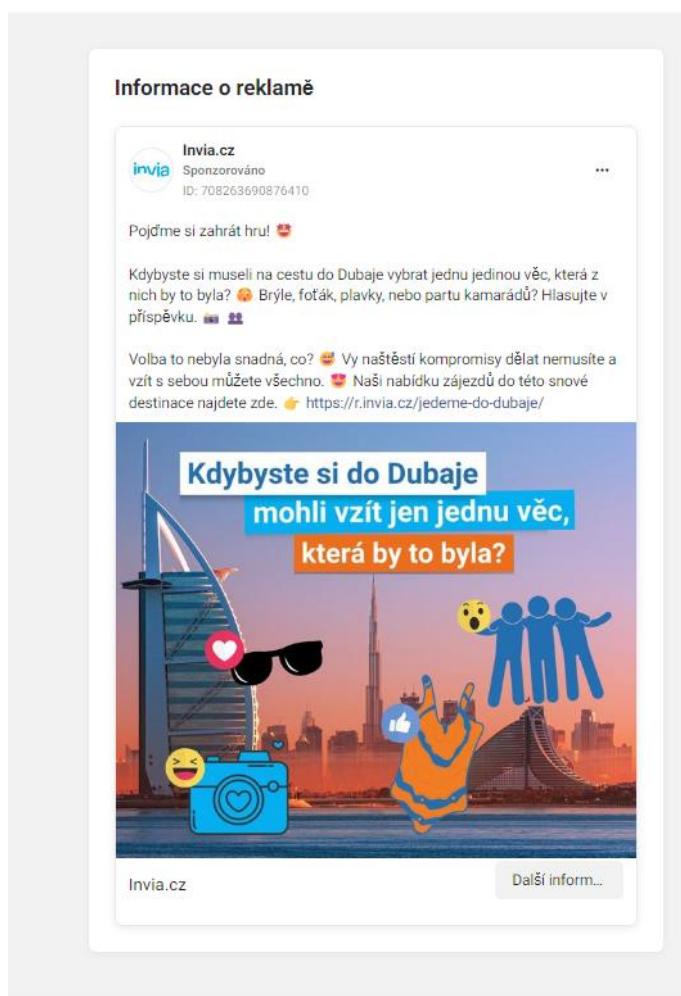 Informace o reklamě
invia
Invia.cz
Sponzorováno
ID: 708263690876410
Pojďme si zahrát hru! 🤩
Kdybyste si museli na cestu do Dubaje vybrat jednu jedinou věc, která z
nich by to byla? 🥵 Brýle, foťák, plavky, nebo partu kamarádů? Hlasujte v
příspěvku. 📸 👥
Volba to nebyla snadná, co? 😅 Vy naštěstí kompromisy dělat nemusíte a
vzít s sebou můžete všechno. 😍 Naši nabídku zájezdů do této snové
destinace najdete zde. 👉 https://r.invia.cz/jedeme-do-dubaje/
Kdybyste si do Dubaje
mohli vzít jen jednu věc,
která by to byla?
Invia.cz
Další inform...